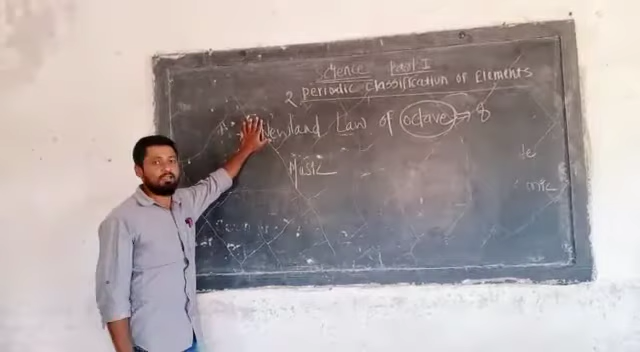 Science Part-I
2 Periodic Classification of Elements
→ Newland Law of octave → 8
Music